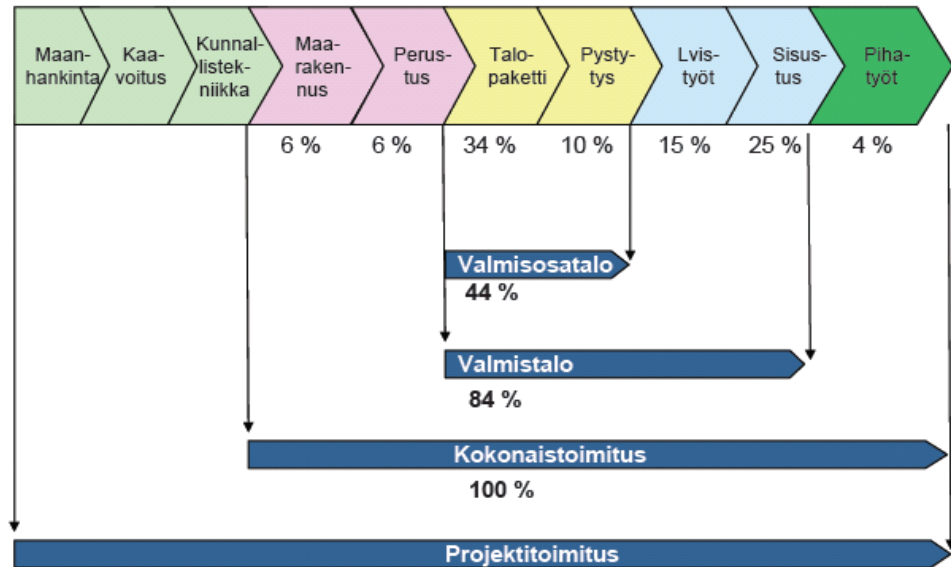 Maan-
hankinta
Kaa-
voitus
Kunnal-
listek-
niikka
Maa-
raken-
nus
Perus-
tus
Talo-
paketti
Pysty-
tys
Lvis-
työt
Sisus-
tus
Piha-
työt
6 %
6 %
34 %
10 %
15 %
25 %
4 %
Valmisosatalo
44 %
Valmistalo
84 %
Kokonaistoimitus
100 %
Projektitoimitus